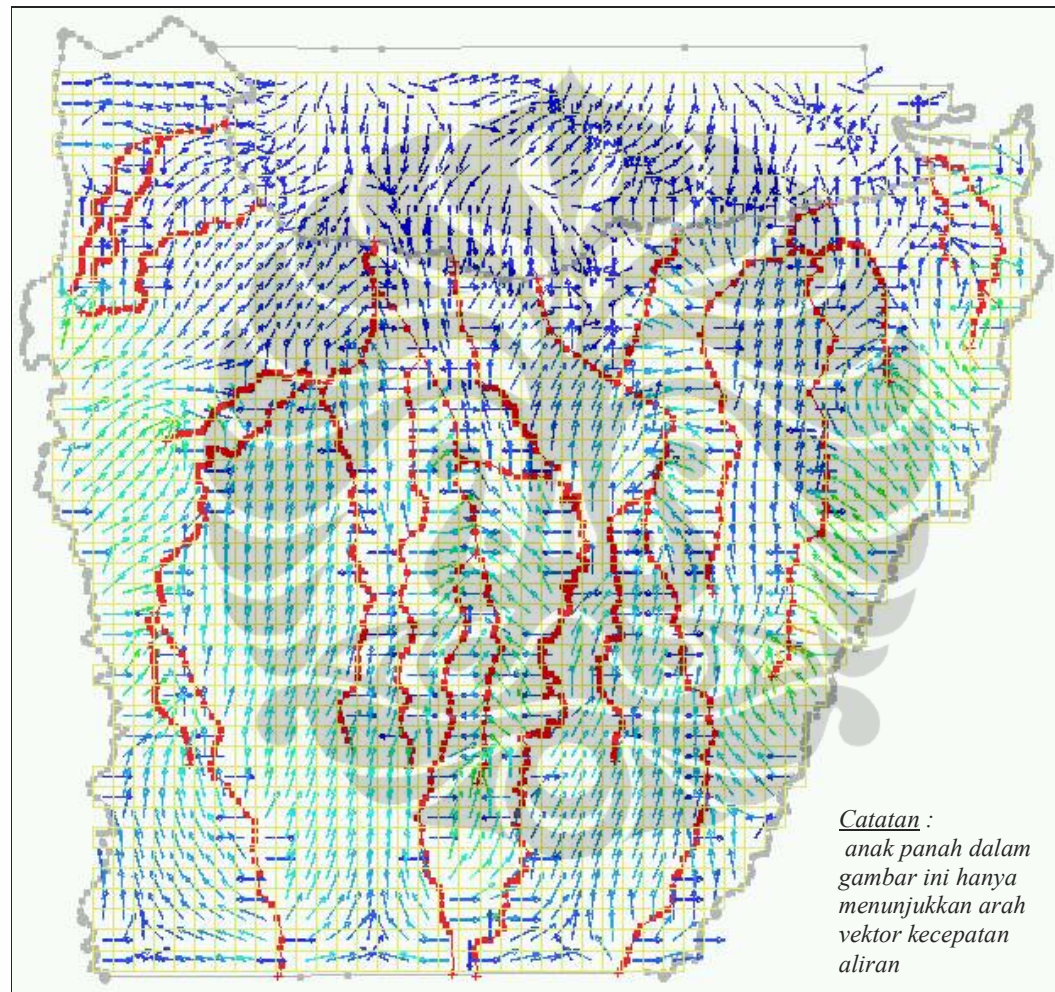 Catatan :
anak panah dalam
gambar ini hanya
menunjukkan arah
vektor kecepatan
aliran